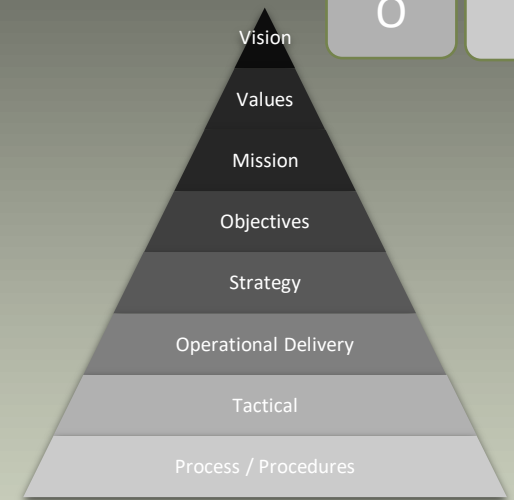 O
Vision
Values
Mission
Objectives
Strategy
Operational Delivery
Tactical
Process / Procedures